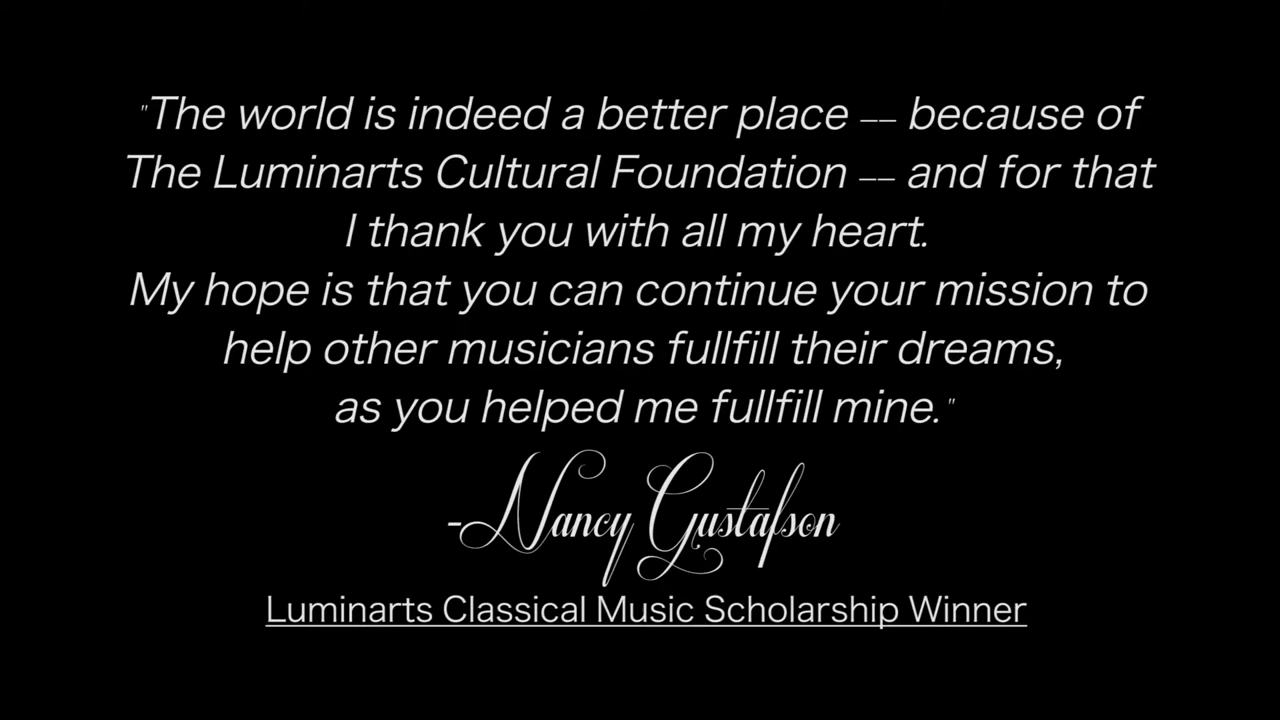 "The world is indeed a better place -- because of
The Luminarts Cultural Foundation -- and for that
I thank you with all my heart.
My hope is that you can continue your mission to
help other musicians fullfill their dreams,
as you helped me fullfill mine."
-Nancy Gustafson
Luminarts Classical Music Scholarship Winner